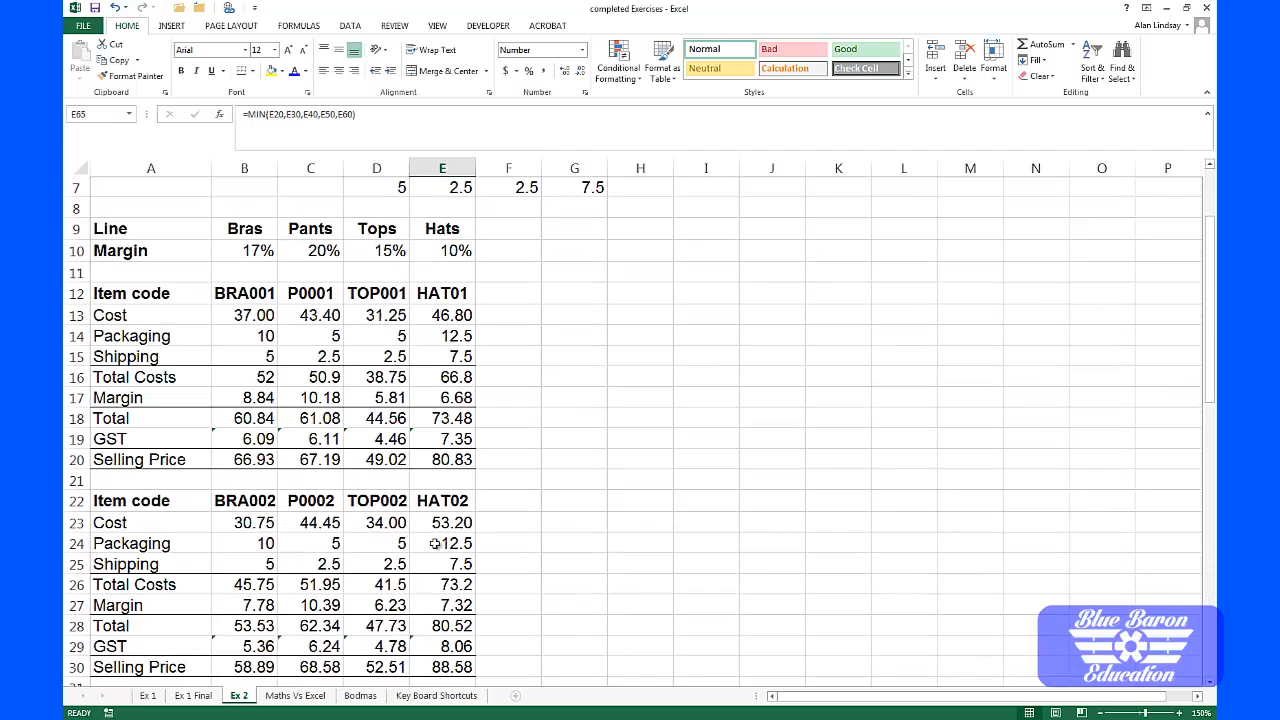 completed Exercises - Excel
FILE HOME INSERT PAGE LAYOUT FORMULAS DATA REVIEW VIEW DEVELOPER ACROBAT Alan Lindsay
Paste Cut Copy Format Painter Clipboard
Arial 12 B I U Font
Wrap Text Merge & Center Alignment
Number $ % , Number
Conditional Formatting Format as Table Normal Bad Good Neutral Calculation Check Cell Styles
Insert Delete Format Cells
AutoSum Fill Clear Sort & Filter Find & Select Editing
E65 fx =MIN(E20,E30,E40,E50,E60)
A B C D E F G H I J K L M N O P
7 5 2.5 2.5 7.5
8
9 Line Bras Pants Tops Hats
10 Margin 17% 20% 15% 10%
11
12 Item code BRA001 P0001 TOP001 HAT01
13 Cost 37.00 43.40 31.25 46.80
14 Packaging 10 5 5 12.5
15 Shipping 5 2.5 2.5 7.5
16 Total Costs 52 50.9 38.75 66.8
17 Margin 8.84 10.18 5.81 6.68
18 Total 60.84 61.08 44.56 73.48
19 GST 6.09 6.11 4.46 7.35
20 Selling Price 66.93 67.19 49.02 80.83
21
22 Item code BRA002 P0002 TOP002 HAT02
23 Cost 30.75 44.45 34.00 53.20
24 Packaging 10 5 5 12.5
25 Shipping 5 2.5 2.5 7.5
26 Total Costs 45.75 51.95 41.5 73.2
27 Margin 7.78 10.39 6.23 7.32
28 Total 53.53 62.34 47.73 80.52
29 GST 5.36 6.24 4.78 8.06
30 Selling Price 58.89 68.58 52.51 88.58
Blue Baron
Education
Ex 1 Ex 1 Final Ex 2 Maths Vs Excel Bodmas Key Board Shortcuts
READY 150%